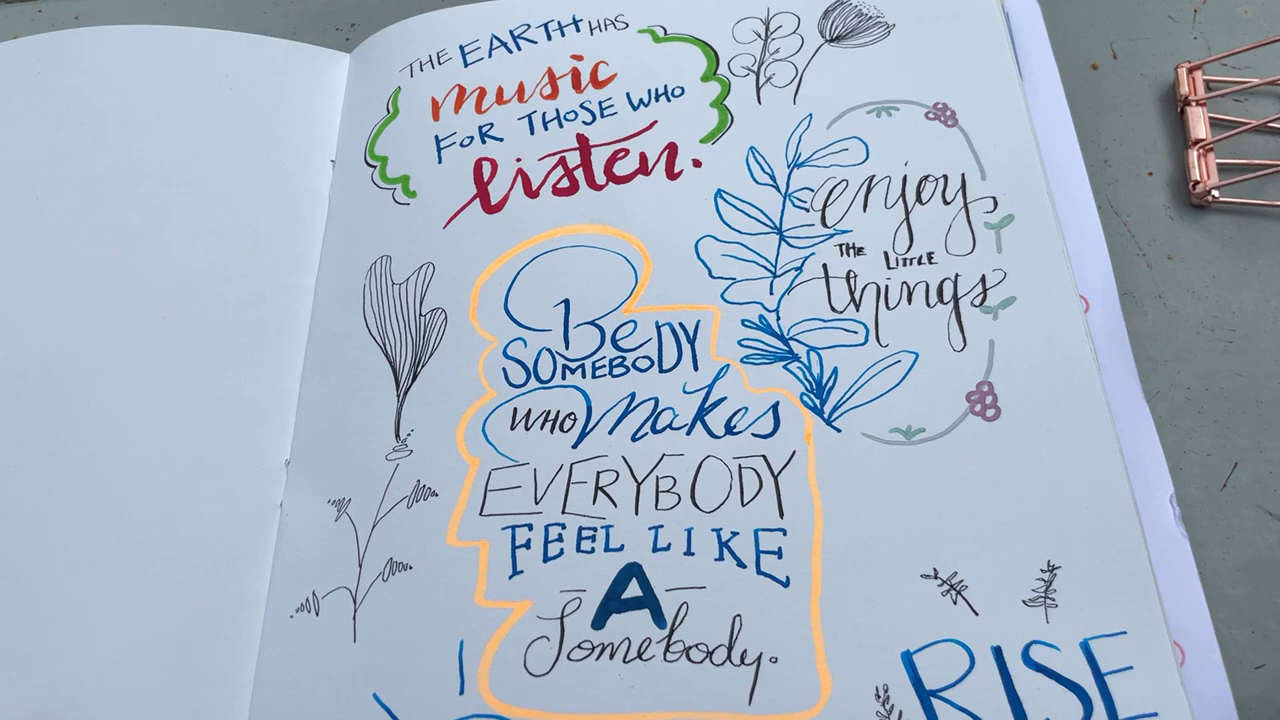 THE EARTH HAS
music
FOR THOSE WHO
listen.
enjoy
THE LITTLE
things
Be
SOMEBODY
WHO makes
EVERYBODY
FEEL LIKE
A
Somebody.
RISE